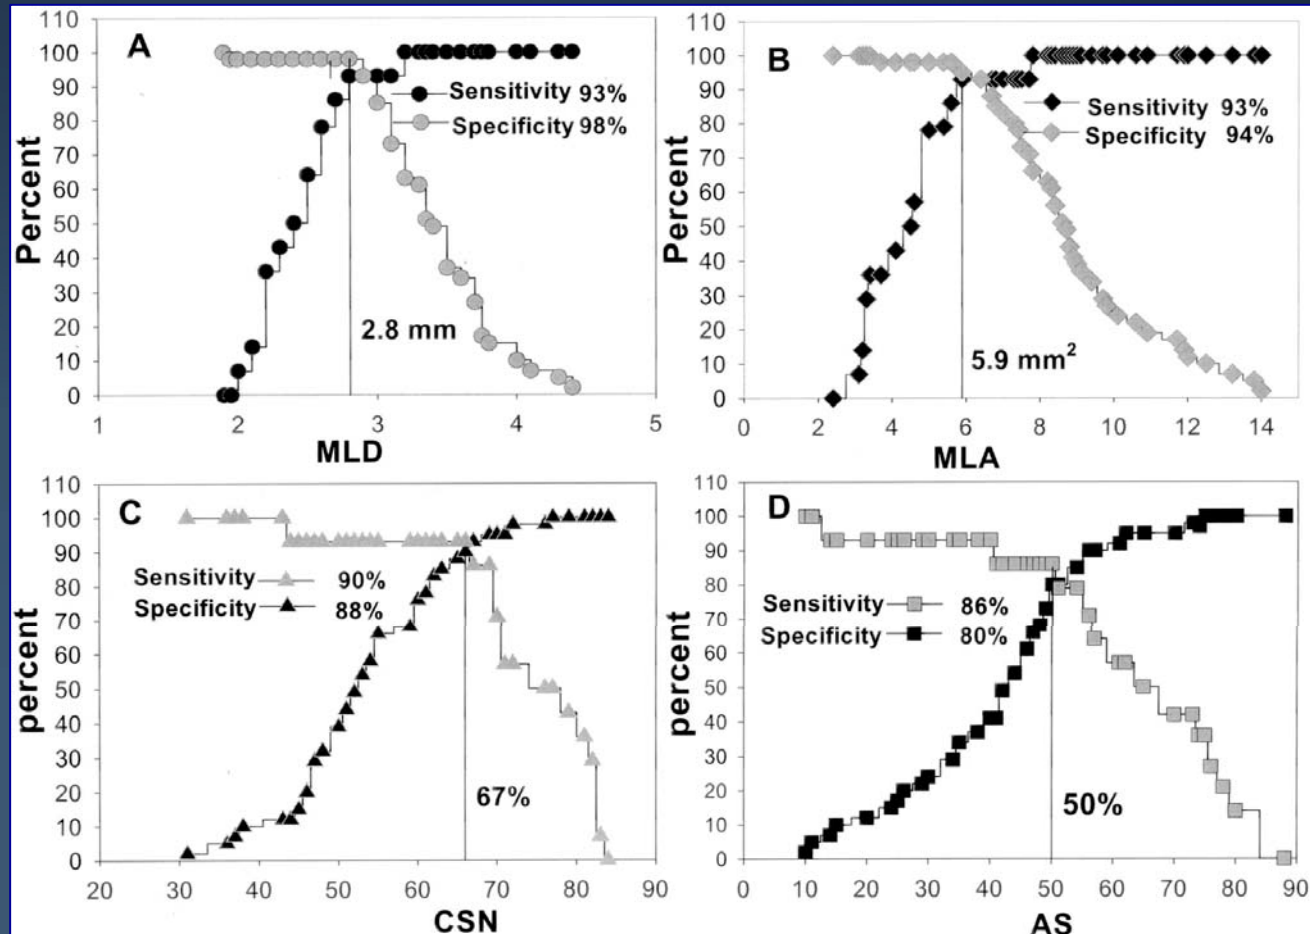 A
110
100
90
80
70
60
50
40
30
20
10
0
Percent
Sensitivity 93%
Specificity 98%
2.8 mm
1 2 3 4 5
MLD
B
110
100
90
80
70
60
50
40
30
20
10
0
Percent
Sensitivity 93%
Specificity 94%
5.9 mm²
0 2 4 6 8 10 12 14
MLA
C
110
100
90
80
70
60
50
40
30
20
10
0
percent
Sensitivity 90%
Specificity 88%
67%
20 30 40 50 60 70 80 90
CSN
D
110
100
90
80
70
60
50
40
30
20
10
0
percent
Sensitivity 86%
Specificity 80%
50%
0 10 20 30 40 50 60 70 80 90
AS